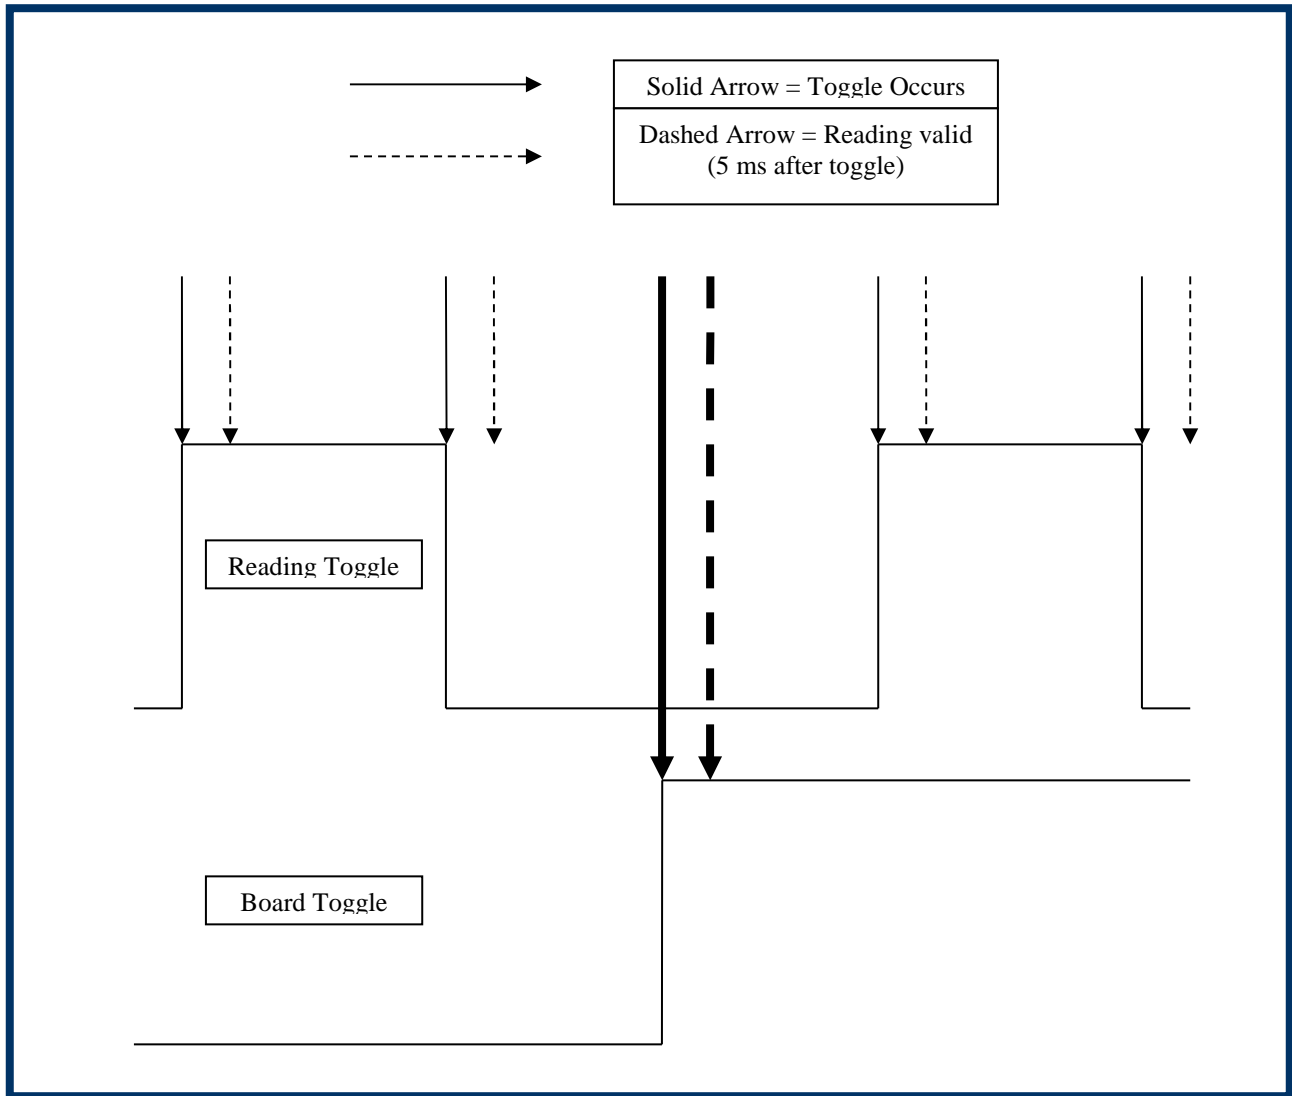 Solid Arrow = Toggle Occurs
Dashed Arrow = Reading valid
(5 ms after toggle)
Reading Toggle
Board Toggle